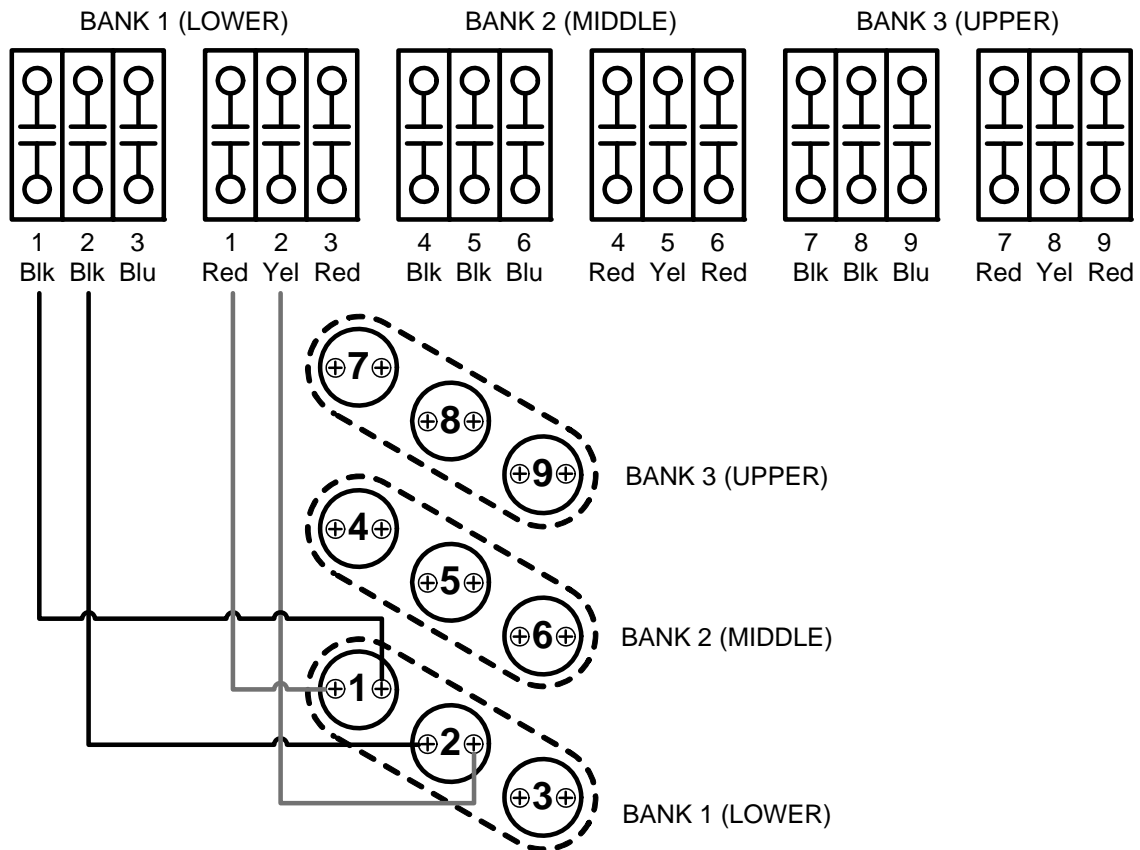 BANK 1 (LOWER) BANK 2 (MIDDLE) BANK 3 (UPPER)
1 2 3 1 2 3 4 5 6 4 5 6 7 8 9 7 8 9
Blk Blk Blu Red Yel Red Blk Blk Blu Red Yel Red Blk Blk Blu Red Yel Red
7
8
9
BANK 3 (UPPER)
4
5
6
BANK 2 (MIDDLE)
1
2
3
BANK 1 (LOWER)